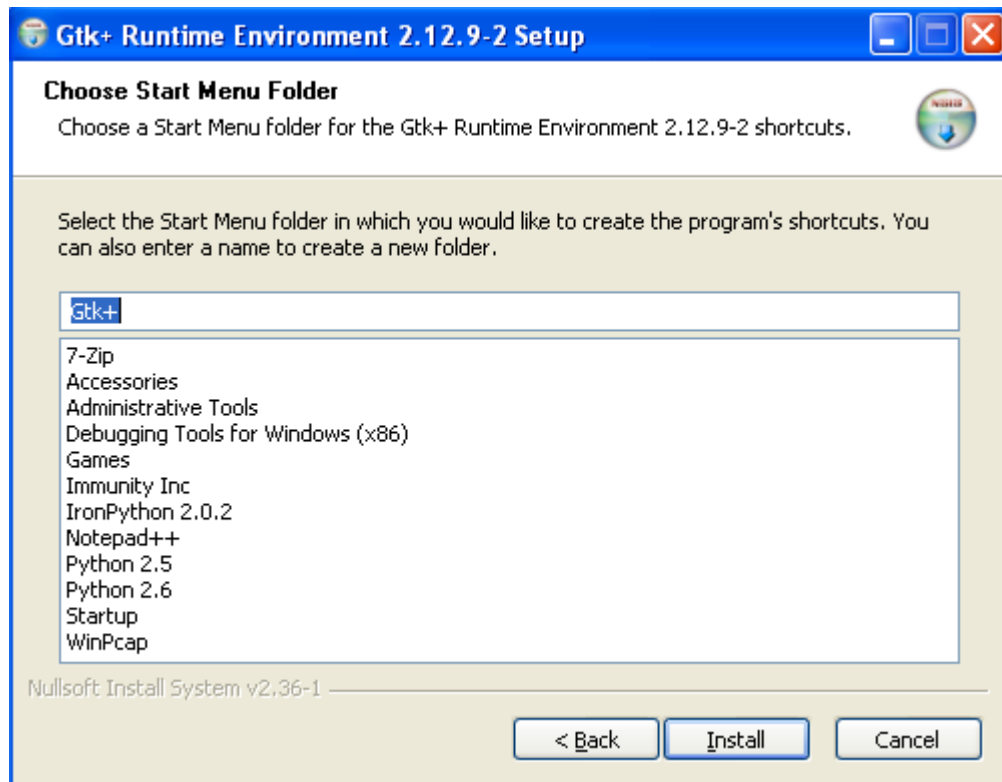 Gtk+ Runtime Environment 2.12.9-2 Setup
Choose Start Menu Folder
Choose a Start Menu folder for the Gtk+ Runtime Environment 2.12.9-2 shortcuts.
Select the Start Menu folder in which you would like to create the program's shortcuts. You
can also enter a name to create a new folder.
Gtk+
7-Zip
Accessories
Administrative Tools
Debugging Tools for Windows (x86)
Games
Immunity Inc
IronPython 2.0.2
Notepad++
Python 2.5
Python 2.6
Startup
WinPcap
Nullsoft Install System v2.36-1
< Back
Install
Cancel